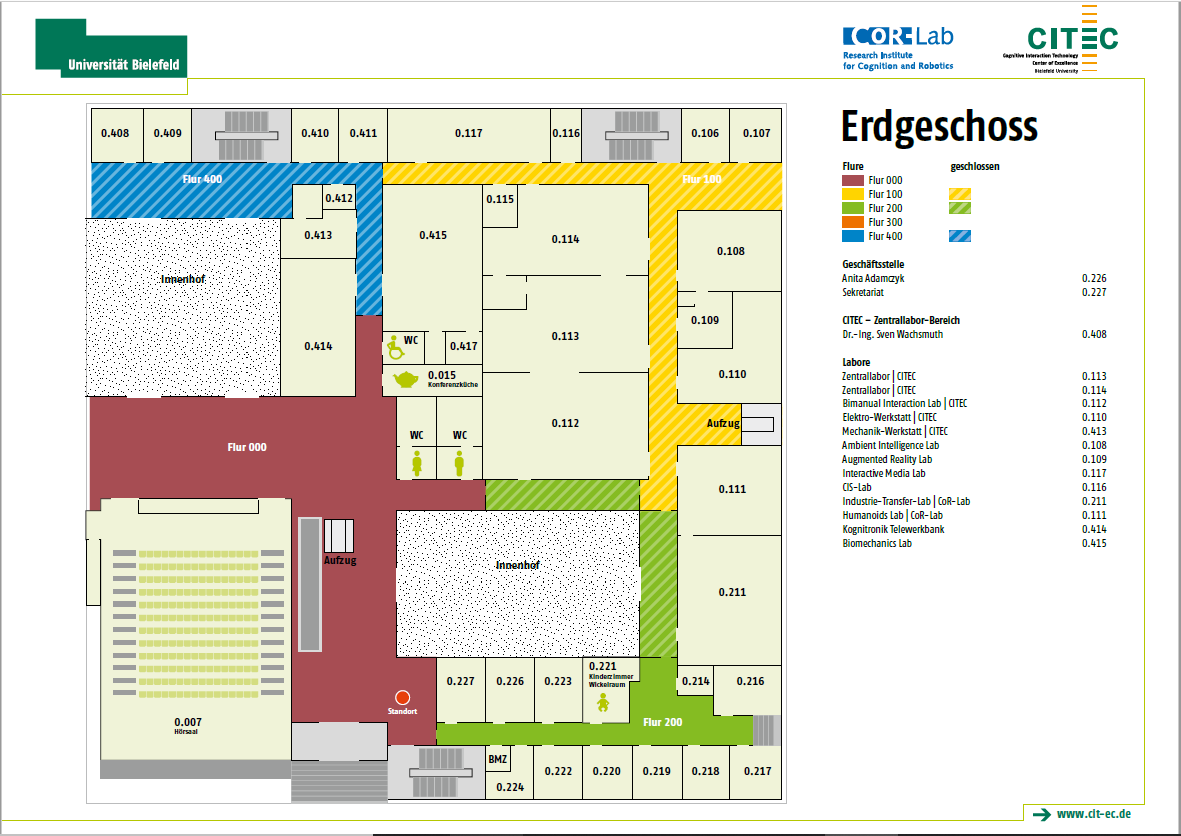 Universität Bielefeld
COR-Lab
Research Institute
for Cognition and Robotics
CITEC
Cognitive Interaction Technology
Center of Excellence
Bielefeld University
Erdgeschoss
Flure
geschlossen
Flur 000
Flur 100
Flur 200
Flur 300
Flur 400
Geschäftsstelle
Anita Adamczyk 0.226
Sekretariat 0.227
CITEC – Zentrallabor-Bereich
Dr.- Ing. Sven Wachsmuth 0.408
Labore
Zentrallabor | CITEC 0.113
Zentrallabor | CITEC 0.114
Bimanual Interaction Lab | CITEC 0.112
Elektro-Werkstatt | CITEC 0.110
Mechanik-Werkstatt | CITEC 0.413
Ambient Intelligence Lab 0.108
Augmented Reality Lab 0.109
Interactive Media Lab 0.117
CIS-Lab 0.116
Industrie-Transfer-Lab | CoR-Lab 0.211
Humanoids Lab | CoR-Lab 0.111
Kognitronik Telewerkbank 0.414
Biomechanics Lab 0.415
0.408
0.409
0.410
0.411
0.117
0.116
0.106
0.107
Flur 400
Flur 100
0.412
0.115
0.413
0.415
0.114
0.108
Innenhof
0.109
0.113
WC
0.417
0.414
0.110
0.015
Konferenzküche
0.112
Aufzug
WC
WC
Flur 000
0.111
Aufzug
Innenhof
0.211
0.221
Kinderzimmer
Wickelraum
0.227
0.226
0.223
0.214
0.216
Standort
0.007
Hörsaal
Flur 200
BMZ
0.224
0.222
0.220
0.219
0.218
0.217
www.cit-ec.de